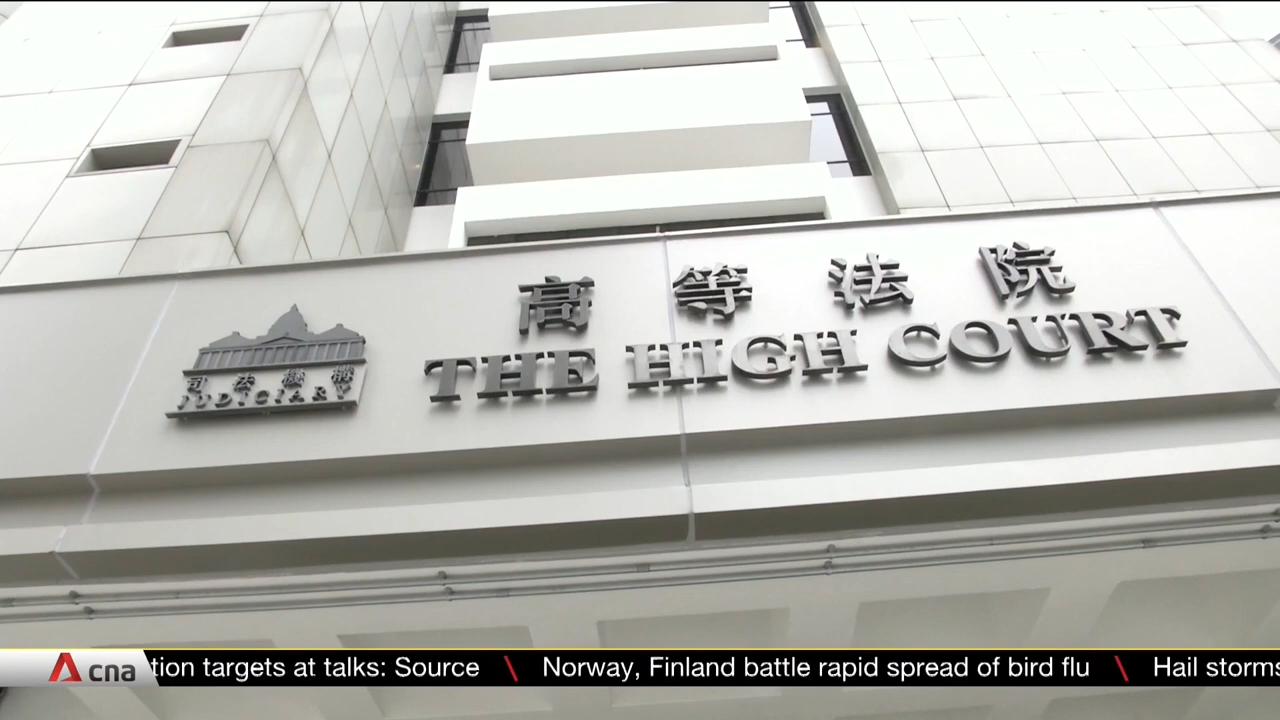 高等法院
THE HIGH COURT
司法機構
JUDICIARY
cna
tion targets at talks: Source \ Norway, Finland battle rapid spread of bird flu \ Hail storms